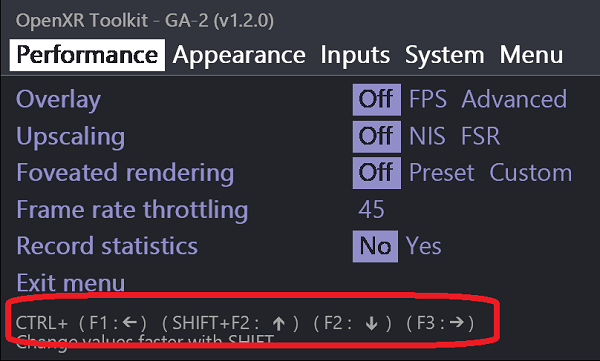 OpenXR Toolkit - GA-2 (v1.2.0)
Performance Appearance Inputs System Menu
Overlay Off FPS Advanced
Upscaling Off NIS FSR
Foveated rendering Off Preset Custom
Frame rate throttling 45
Record statistics No Yes
Exit menu
CTRL+ ( F1 : ← ) ( SHIFT+F2 : ↑ ) ( F2 : ↓ ) ( F3 : → )
Change values faster with SHIFT